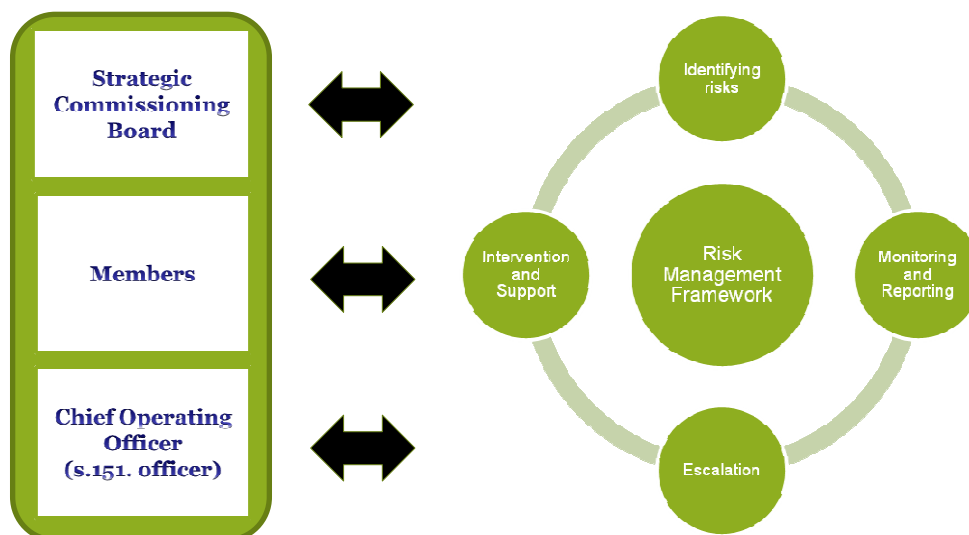 Strategic
Commissioning
Board
Members
Chief Operating
Officer
(s.151. officer)
Identifying
risks
Intervention
and
Support
Risk
Management
Framework
Monitoring
and
Reporting
Escalation